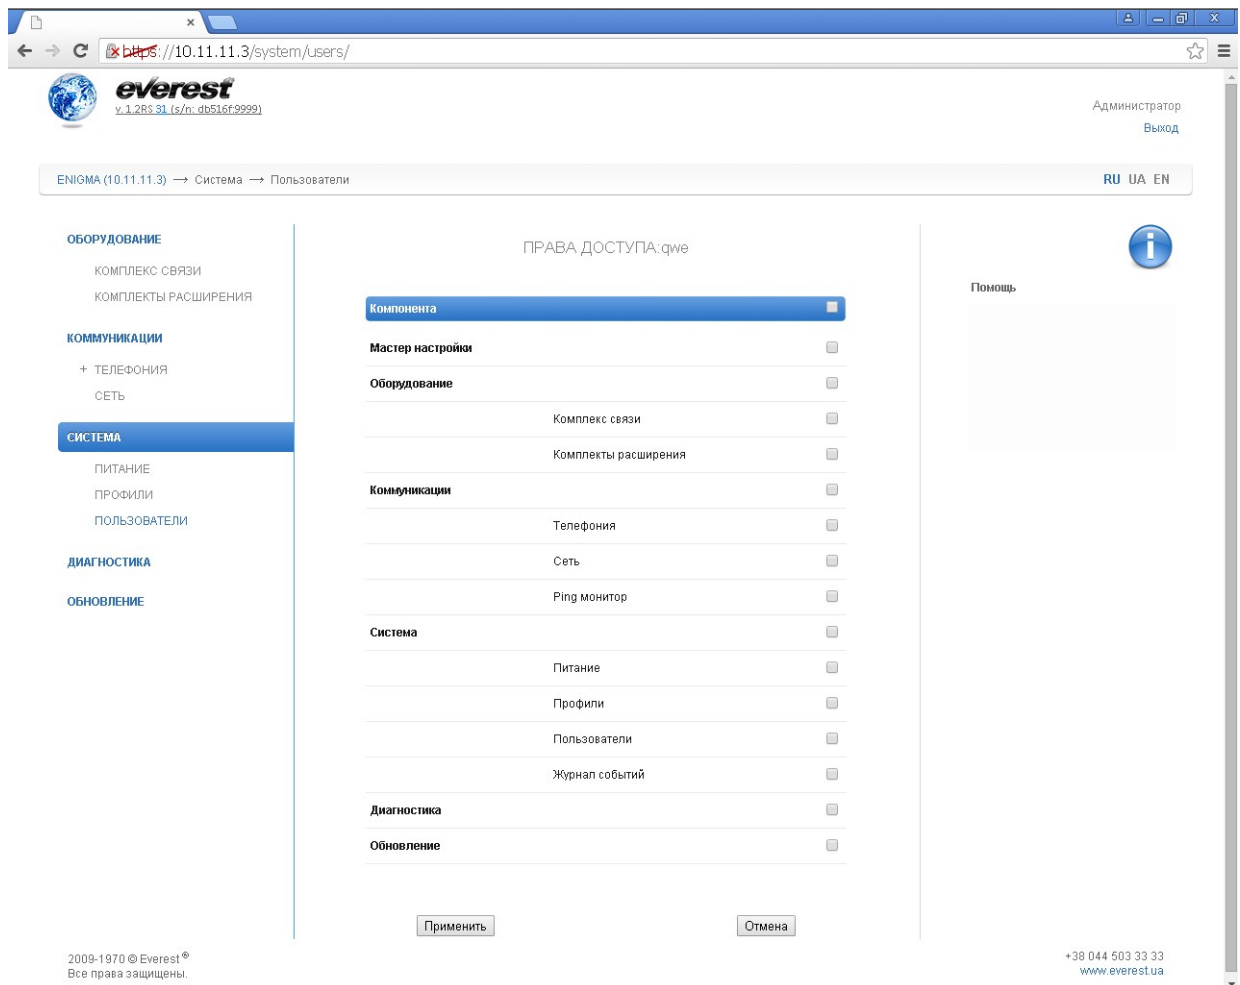 https://10.11.11.3/system/users/
everest
v. 1.2RS 31 (s/n: db516f:9999)
Администратор
Выход
ENIGMA (10.11.11.3) → Система → Пользователи
RU UA EN
ОБОРУДОВАНИЕ
КОМПЛЕКС СВЯЗИ
КОМПЛЕКТЫ РАСШИРЕНИЯ
КОММУНИКАЦИИ
+ ТЕЛЕФОНИЯ
СЕТЬ
СИСТЕМА
ПИТАНИЕ
ПРОФИЛИ
ПОЛЬЗОВАТЕЛИ
ДИАГНОСТИКА
ОБНОВЛЕНИЕ
ПРАВА ДОСТУПА:qwe
Компонента
Мастер настройки
Оборудование
Комплекс связи
Комплекты расширения
Коммуникации
Телефония
Сеть
Ping монитор
Система
Питание
Профили
Пользователи
Журнал событий
Диагностика
Обновление
Применить
Отмена
Помощь
2009-1970 © Everest ®
Все права защищены.
+38 044 503 33 33
www.everest.ua